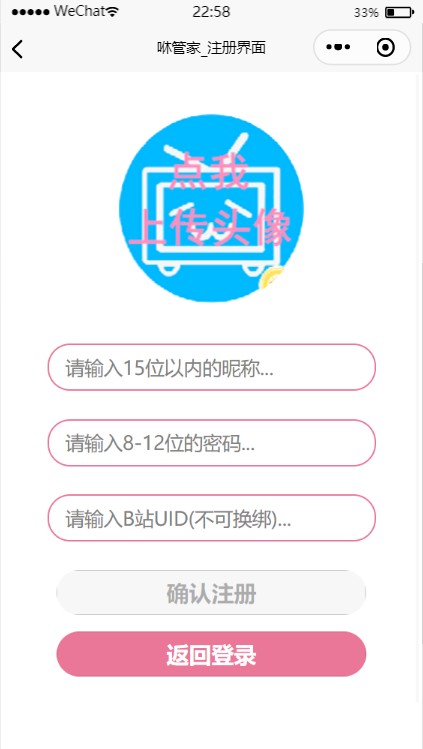 WeChat 22:58 33%
咻管家_注册界面
点我
上传头像
请输入15位以内的昵称...
请输入8-12位的密码...
请输入B站UID(不可换绑)...
确认注册
返回登录